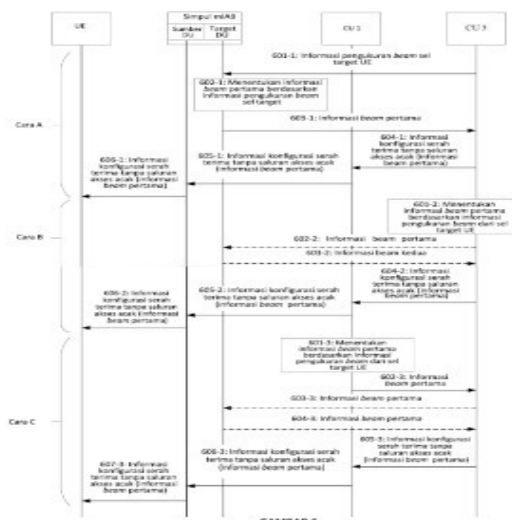 UE
Simpul mIAB
Sumber
DU
Target
DU
CU 1
CU 2
Cara A
601-1: Informasi pengukuran beam sel
target UE
602-1: Menentukan informasi
beam pertama berdasarkan
informasi pengukuran beam
sel target
603-1: Informasi beam pertama
604-1: Informasi
konfigurasi serah
terima tanpa saluran
akses acak (Informasi
beam pertama)
605-1: Informasi konfigurasi serah
terima tanpa saluran
akses acak (Informasi
beam pertama)
606-1: Informasi
konfigurasi serah
terima tanpa saluran
akses acak (Informasi
beam pertama)
Cara B
601-2: Menentukan
informasi beam pertama
berdasarkan informasi
pengukuran beam dari sel
target UE
602-2: Informasi beam pertama
603-2: Informasi beam kedua
604-2: Informasi
konfigurasi serah
terima tanpa saluran
akses acak (Informasi
beam pertama)
605-2: Informasi konfigurasi serah
terima tanpa saluran akses acak
(Informasi beam pertama)
606-2: Informasi
konfigurasi serah
terima tanpa saluran
akses acak (Informasi
beam pertama)
Cara C
601-3: Menentukan
informasi beam pertama
berdasarkan informasi
pengukuran beam dari sel
target UE
602-3: Informasi
beam pertama
603-3: Informasi beam pertama
604-3: Informasi beam pertama
605-3: Informasi konfigurasi
serah terima tanpa
saluran akses acak
(Informasi beam pertama)
606-3: Informasi konfigurasi serah
terima tanpa saluran akses acak
(Informasi beam pertama)
607-3: Informasi
konfigurasi serah
terima tanpa saluran
akses acak (Informasi
beam pertama)